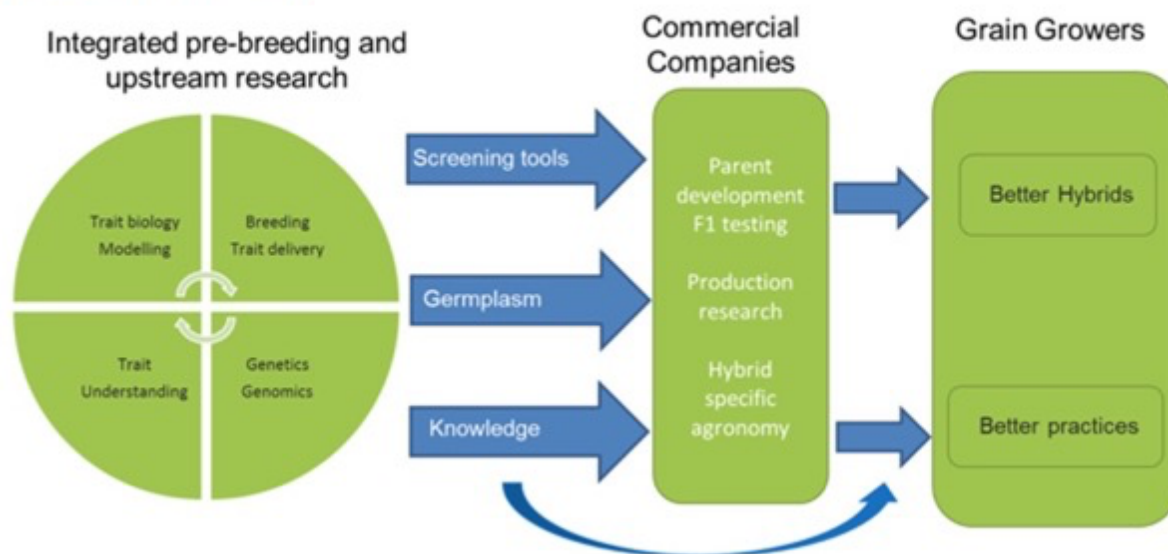 Integrated pre-breeding and
upstream research
Trait biology
Modelling
Breeding
Trait delivery
Trait
Understanding
Genetics
Genomics
Screening tools
Germplasm
Knowledge
Commercial
Companies
Parent
development
F1 testing
Production
research
Hybrid
specific
agronomy
Grain Growers
Better Hybrids
Better practices